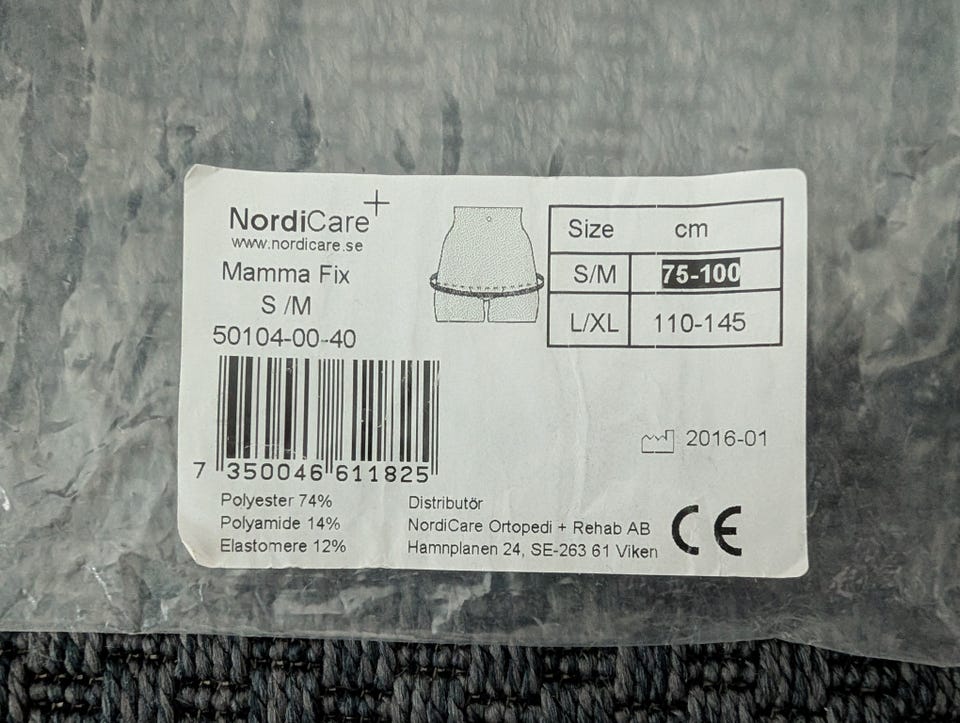 NordiCare+
www.nordicare.se
Mamma Fix
S /M
50104-00-40
7 350046 611825
Polyester 74%
Polyamide 14%
Elastomere 12%
Size cm
S/M 75-100
L/XL 110-145
2016-01
Distributör
NordiCare Ortopedi + Rehab AB
Hamnplanen 24, SE-263 61 Viken
CE